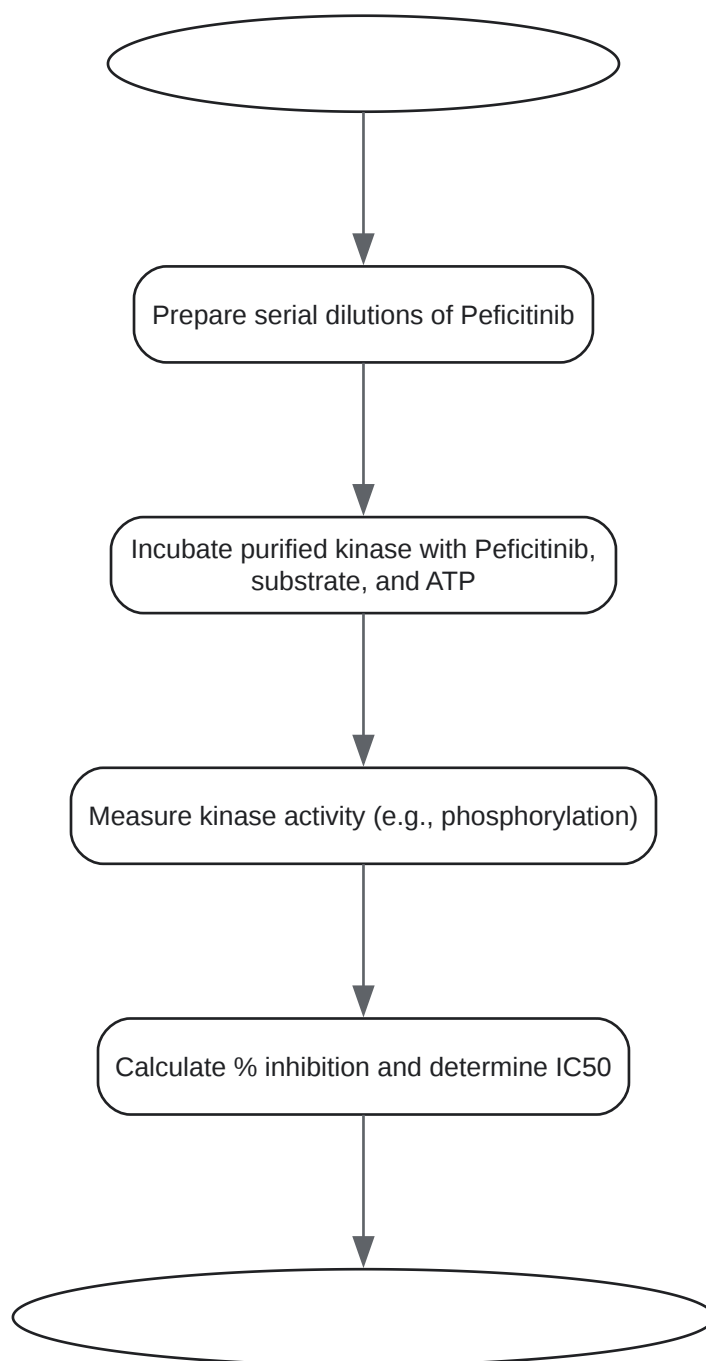 Prepare serial dilutions of Peficitinib
Incubate purified kinase with Peficitinib,
substrate, and ATP
Measure kinase activity (e.g., phosphorylation)
Calculate % inhibition and determine IC50